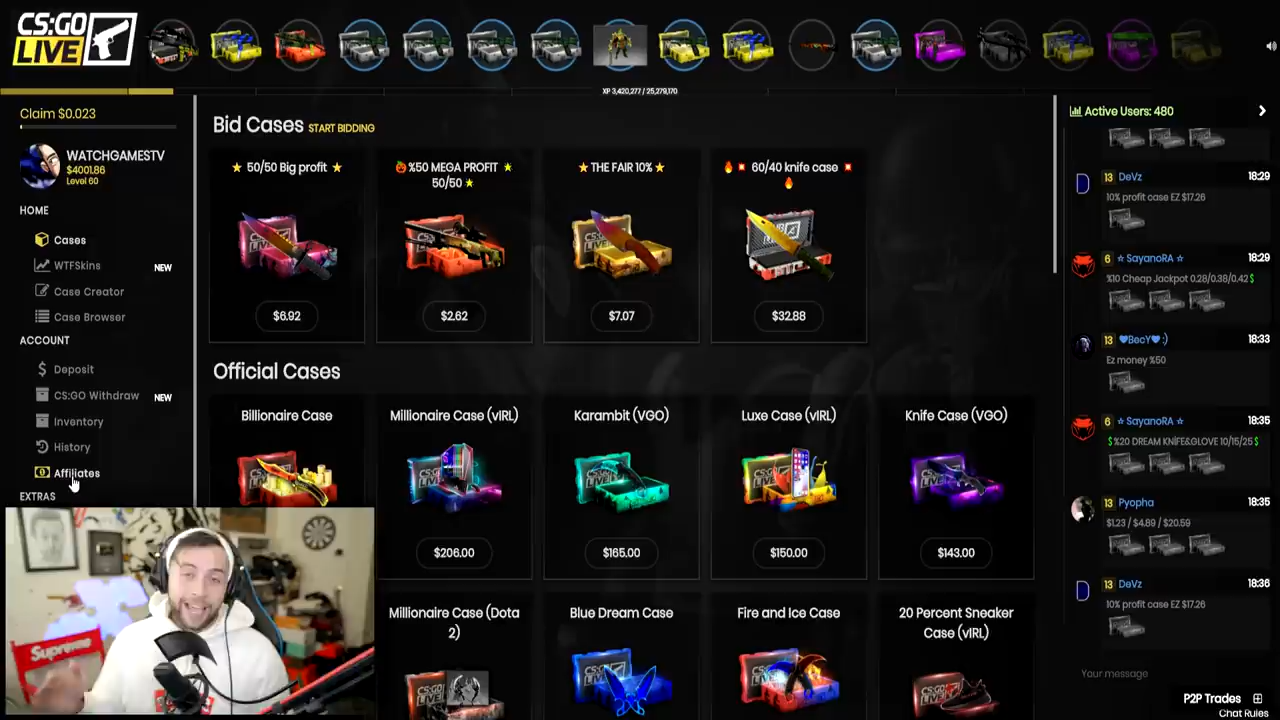 CS:GO
LIVE
XP 3,420,277 / 25,279,170
Claim $0.023
WATCHGAMESTV
$4001.86
Level 60
HOME
Cases
WTFSkins NEW
Case Creator
Case Browser
ACCOUNT
Deposit
CS:GO Withdraw NEW
Inventory
History
Affiliates
EXTRAS
Supreme
Bid Cases START BIDDING
50/50 Big profit
%50 MEGA PROFIT
50/50
THE FAIR 10%
60/40 knife case
$6.92
$2.62
$7.07
$32.88
Official Cases
Billionaire Case
Millionaire Case (vIRL)
Karambit (VGO)
Luxe Case (vIRL)
Knife Case (VGO)
$206.00
$165.00
$150.00
$143.00
Millionaire Case (Dota
2)
Blue Dream Case
Fire and Ice Case
20 Percent Sneaker
Case (vIRL)
Active Users: 480
13 DeVz 18:29
10% profit case EZ $17.26
6 ☆ SayanoRA ☆ 18:29
%10 Cheap Jackpot 0.28/0.38/0.42 $
13 ♥BecY♥ ;) 18:33
Ez money %50
6 ☆ SayanoRA ☆ 18:35
$ %20 DREAM KNİFE&GLOVE 10/15/25 $
13 Pyopha 18:35
$1.23 / $4.89 / $20.59
13 DeVz 18:36
10% profit case EZ $17.26
Your message
P2P Trades
Chat Rules